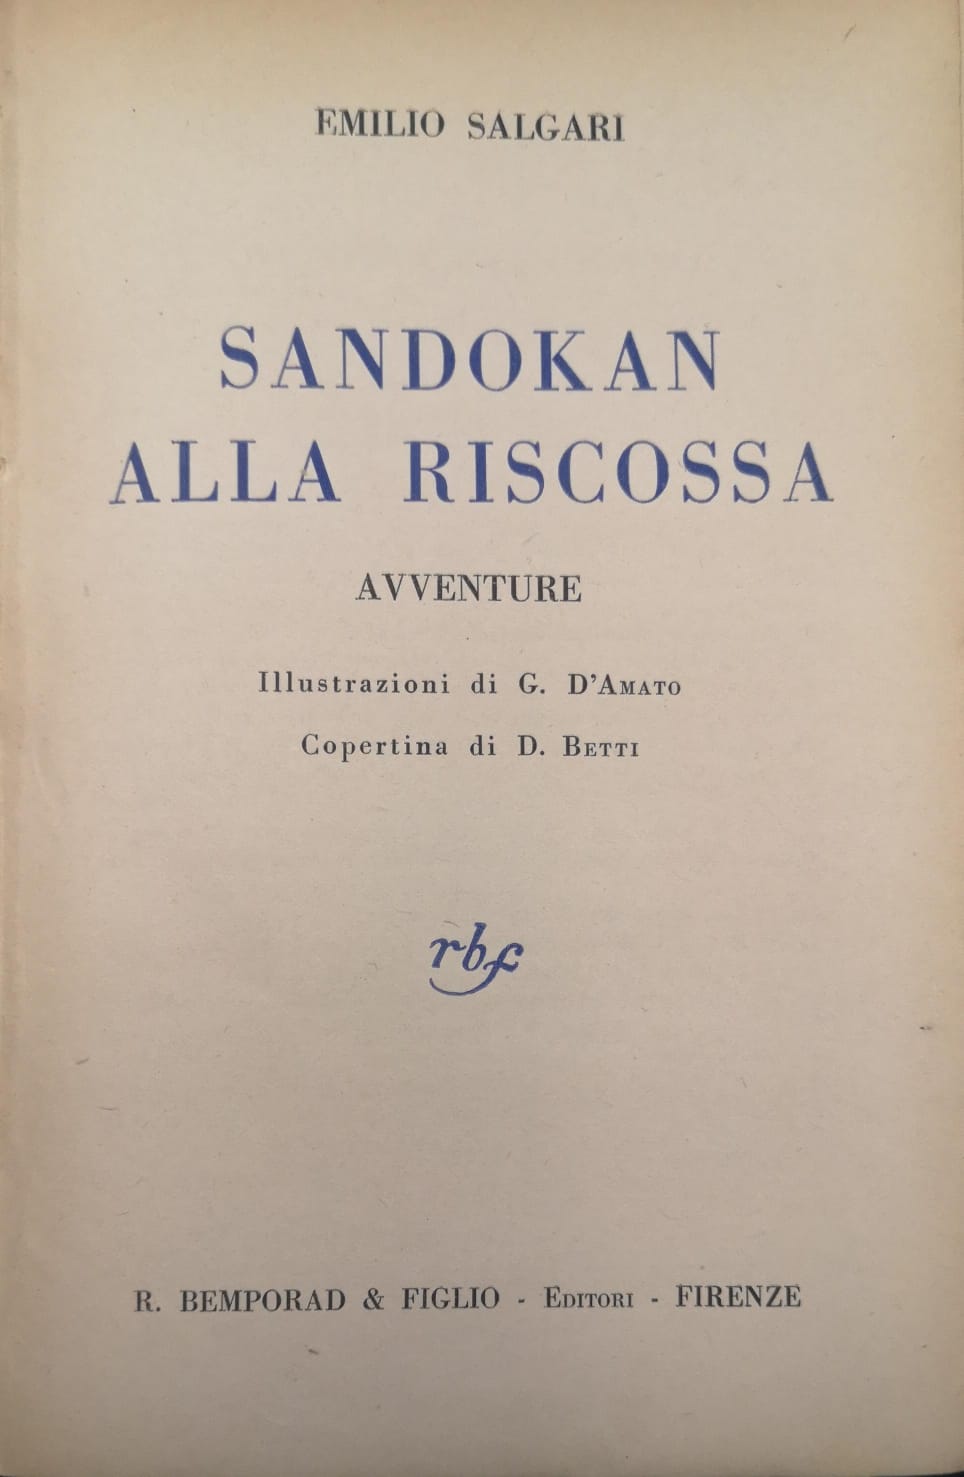 EMILIO SALGARI
SANDOKAN
ALLA RISCOSSA
AVVENTURE
Illustrazioni di G. D'AMATO
Copertina di D. BETTI
rbf
R. BEMPORAD & FIGLIO - EDITORI - FIRENZE